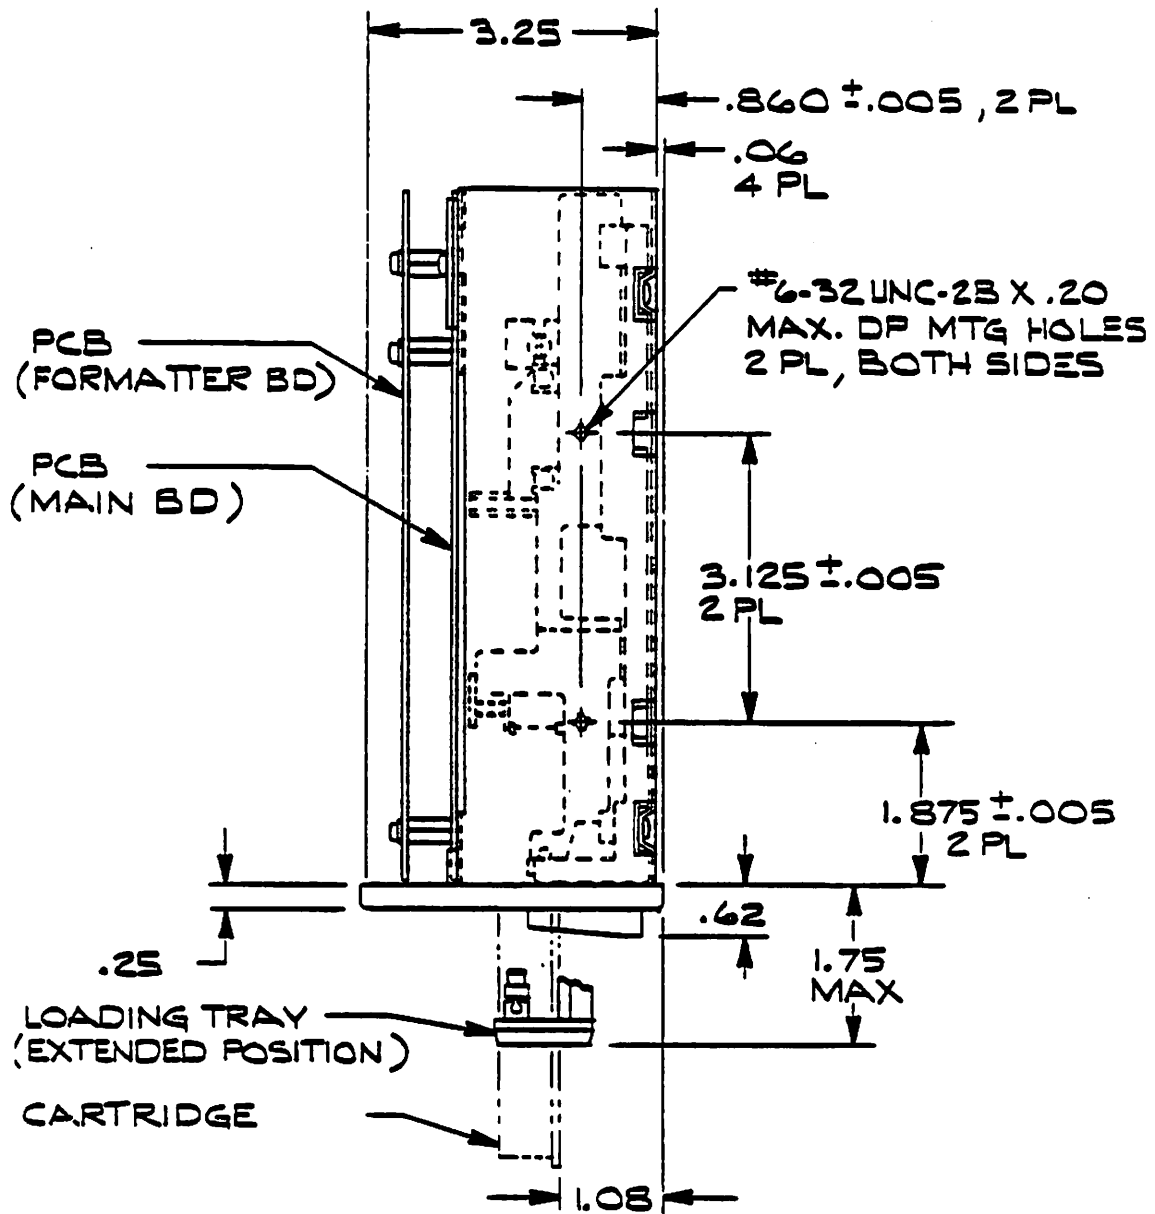 3.25
.860 ±.005, 2 PL
.06
4 PL
#6-32 UNC-2B X .20
MAX. DP MTG HOLES
2 PL, BOTH SIDES
PCB
(FORMATTER BD)
PCB
(MAIN BD)
3.125 ±.005
2 PL
1.875 ±.005
2 PL
.62
.25
1.75
MAX
LOADING TRAY
(EXTENDED POSITION)
CARTRIDGE
1.08